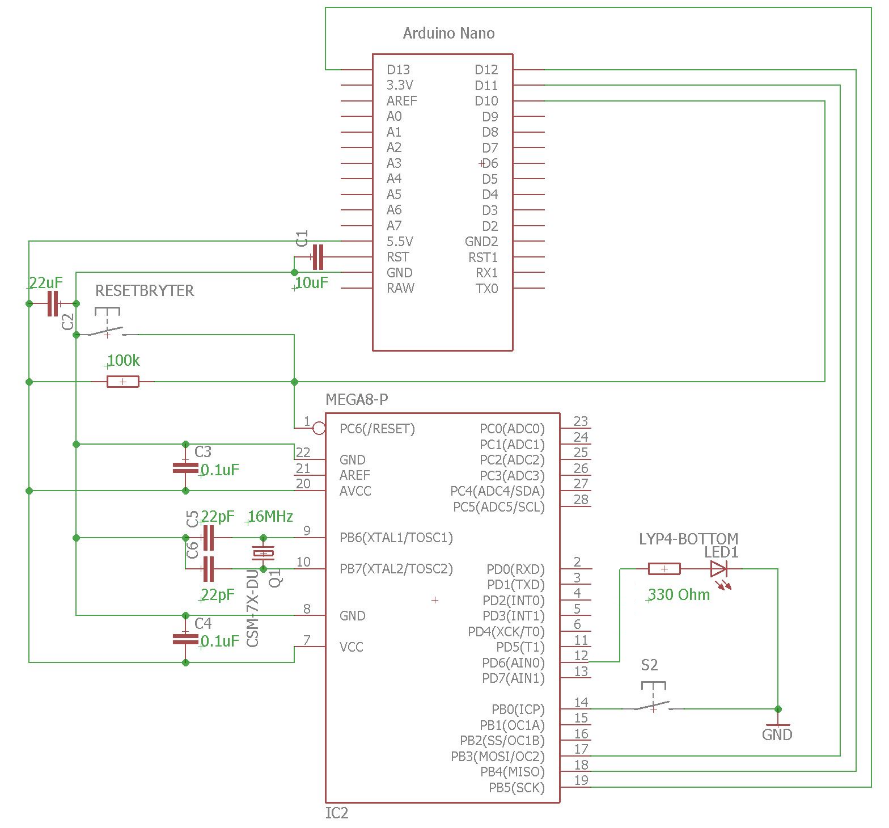 Arduino Nano
D13
3.3V
AREF
A0
A1
A2
A3
A4
A5
A6
A7
5.5V
RST
GND
RAW
D12
D11
D10
D9
D8
D7
D6
D5
D4
D3
D2
GND2
RST1
RX1
TX0
C1
10uF
22uF
C2
RESETBRYTER
100k
MEGA8-P
1 PC6(/RESET)
22 GND
21 AREF
20 AVCC
9 PB6(XTAL1/TOSC1)
10 PB7(XTAL2/TOSC2)
8 GND
7 VCC
PC0(ADC0) 23
PC1(ADC1) 24
PC2(ADC2) 25
PC3(ADC3) 26
PC4(ADC4/SDA) 27
PC5(ADC5/SCL) 28
PD0(RXD) 2
PD1(TXD) 3
PD2(INT0) 4
PD3(INT1) 5
PD4(XCK/T0) 6
PD5(T1) 11
PD6(AIN0) 12
PD7(AIN1) 13
PB0(ICP) 14
PB1(OC1A) 15
PB2(SS/OC1B) 16
PB3(MOSI/OC2) 17
PB4(MISO) 18
PB5(SCK) 19
IC2
C3
0.1uF
C5
22pF
16MHz
C6
22pF
Q1
CSM-7X-DU
C4
0.1uF
LYP4-BOTTOM
LED1
330 Ohm
S2
GND